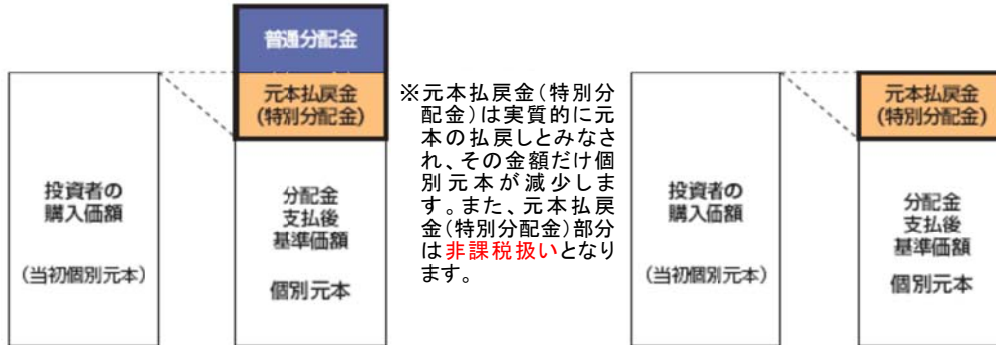 普通分配金
元本払戻金
(特別分配金)
投資者の
購入価額
(当初個別元本)
分配金
支払後
基準価額
個別元本
※元本払戻金(特別分
配金)は実質的に元
本の払戻しとみなさ
れ、その金額だけ個
別元本が減少しま
す。また、元本払戻
金(特別分配金)部分
は非課税扱いとなり
ます。
投資者の
購入価額
(当初個別元本)
元本払戻金
(特別分配金)
分配金
支払後
基準価額
個別元本